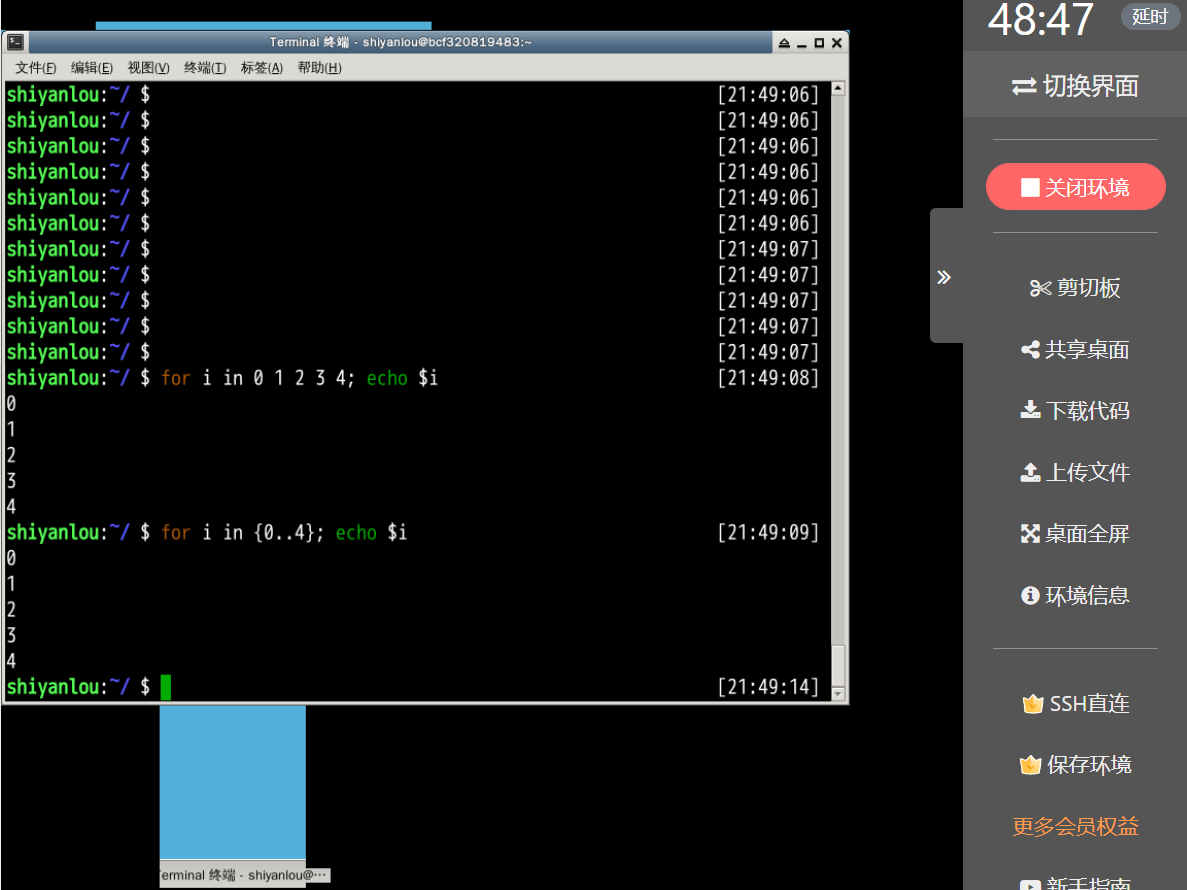 Terminal 终端 - shiyanlou@bcf320819483:~
文件(F) 编辑(E) 视图(V) 终端(T) 标签(A) 帮助(H)
shiyanlou:~/ $ [21:49:06]
shiyanlou:~/ $ [21:49:06]
shiyanlou:~/ $ [21:49:06]
shiyanlou:~/ $ [21:49:06]
shiyanlou:~/ $ [21:49:06]
shiyanlou:~/ $ [21:49:06]
shiyanlou:~/ $ [21:49:07]
shiyanlou:~/ $ [21:49:07]
shiyanlou:~/ $ [21:49:07]
shiyanlou:~/ $ [21:49:07]
shiyanlou:~/ $ [21:49:07]
shiyanlou:~/ $ for i in 0 1 2 3 4; echo $i [21:49:08]
0
1
2
3
4
shiyanlou:~/ $ for i in {0..4}; echo $i [21:49:09]
0
1
2
3
4
shiyanlou:~/ $ [21:49:14]
erminal 终端 - shiyanlou@···
48:47 延时
切换界面
关闭环境
剪切板
共享桌面
下载代码
上传文件
桌面全屏
环境信息
SSH直连
保存环境
更多会员权益
新手指南